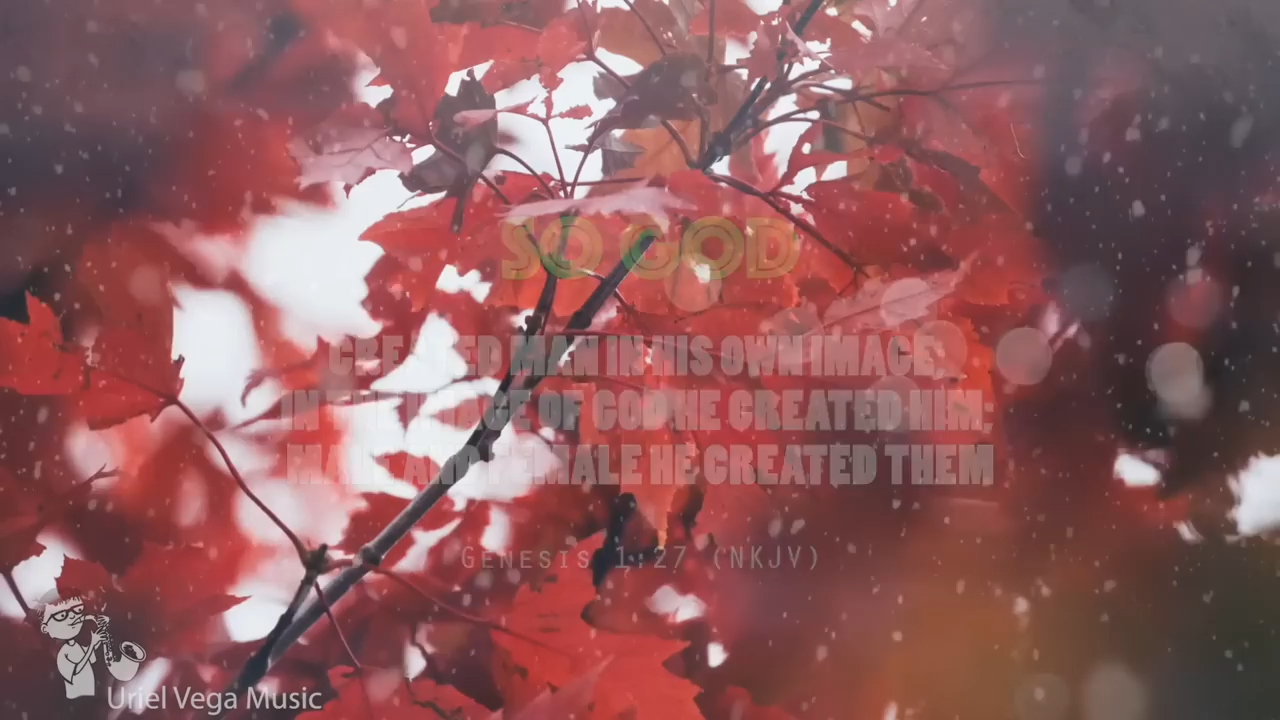 SO GOD
CREATED MAN IN HIS OWN IMAGE;
IN THE IMAGE OF GOD HE CREATED HIM;
MALE AND FEMALE HE CREATED THEM
Genesis 1:27 (NKJV)
Uriel Vega Music